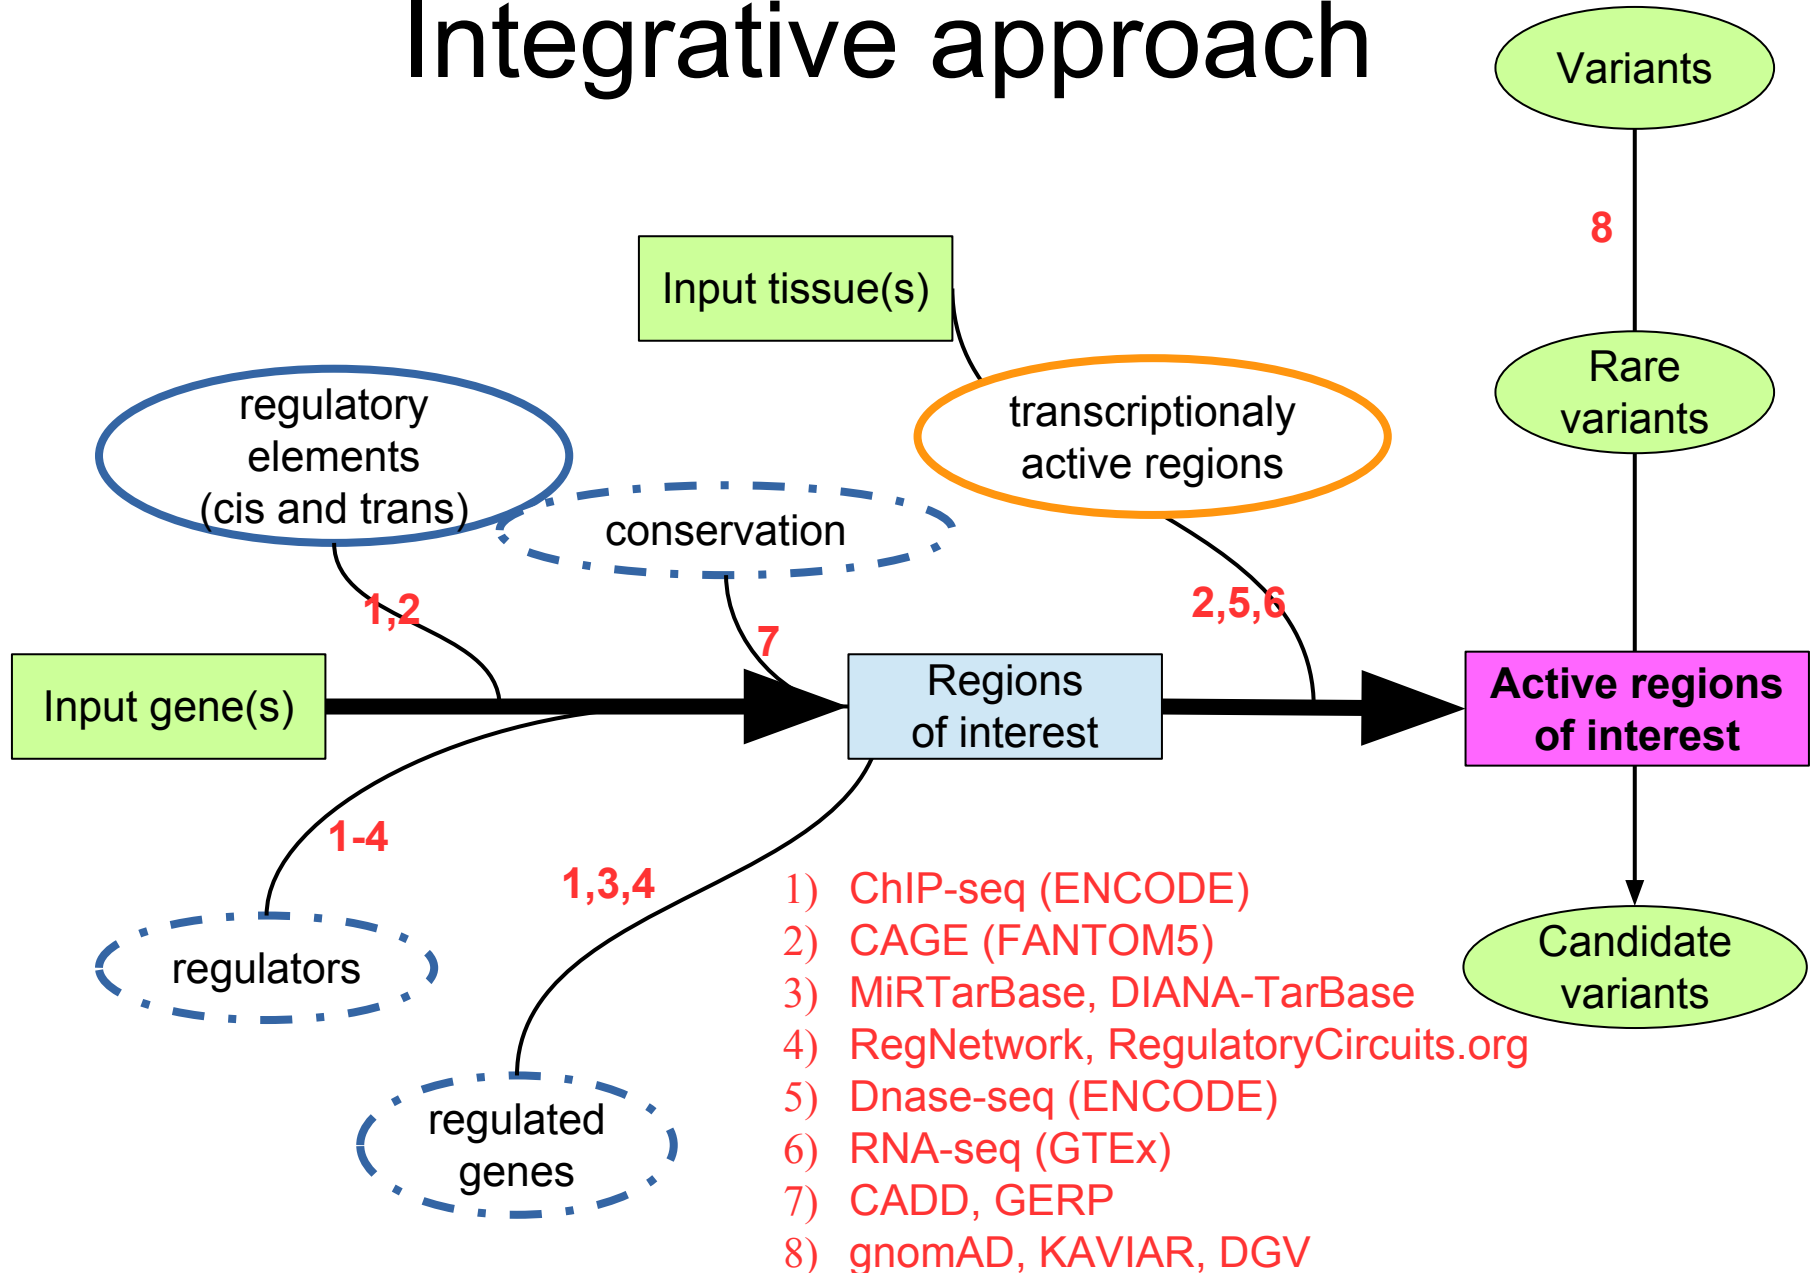 Integrative approach
Variants
8
Input tissue(s)
Rare
variants
regulatory
elements
(cis and trans)
transcriptionaly
active regions
conservation
1,2
7
2,5,6
Input gene(s)
Regions
of interest
Active regions
of interest
1-4
1,3,4
regulators
regulated
genes
Candidate
variants
1) ChIP-seq (ENCODE)
2) CAGE (FANTOM5)
3) MiRTarBase, DIANA-TarBase
4) RegNetwork, RegulatoryCircuits.org
5) Dnase-seq (ENCODE)
6) RNA-seq (GTEx)
7) CADD, GERP
8) gnomAD, KAVIAR, DGV